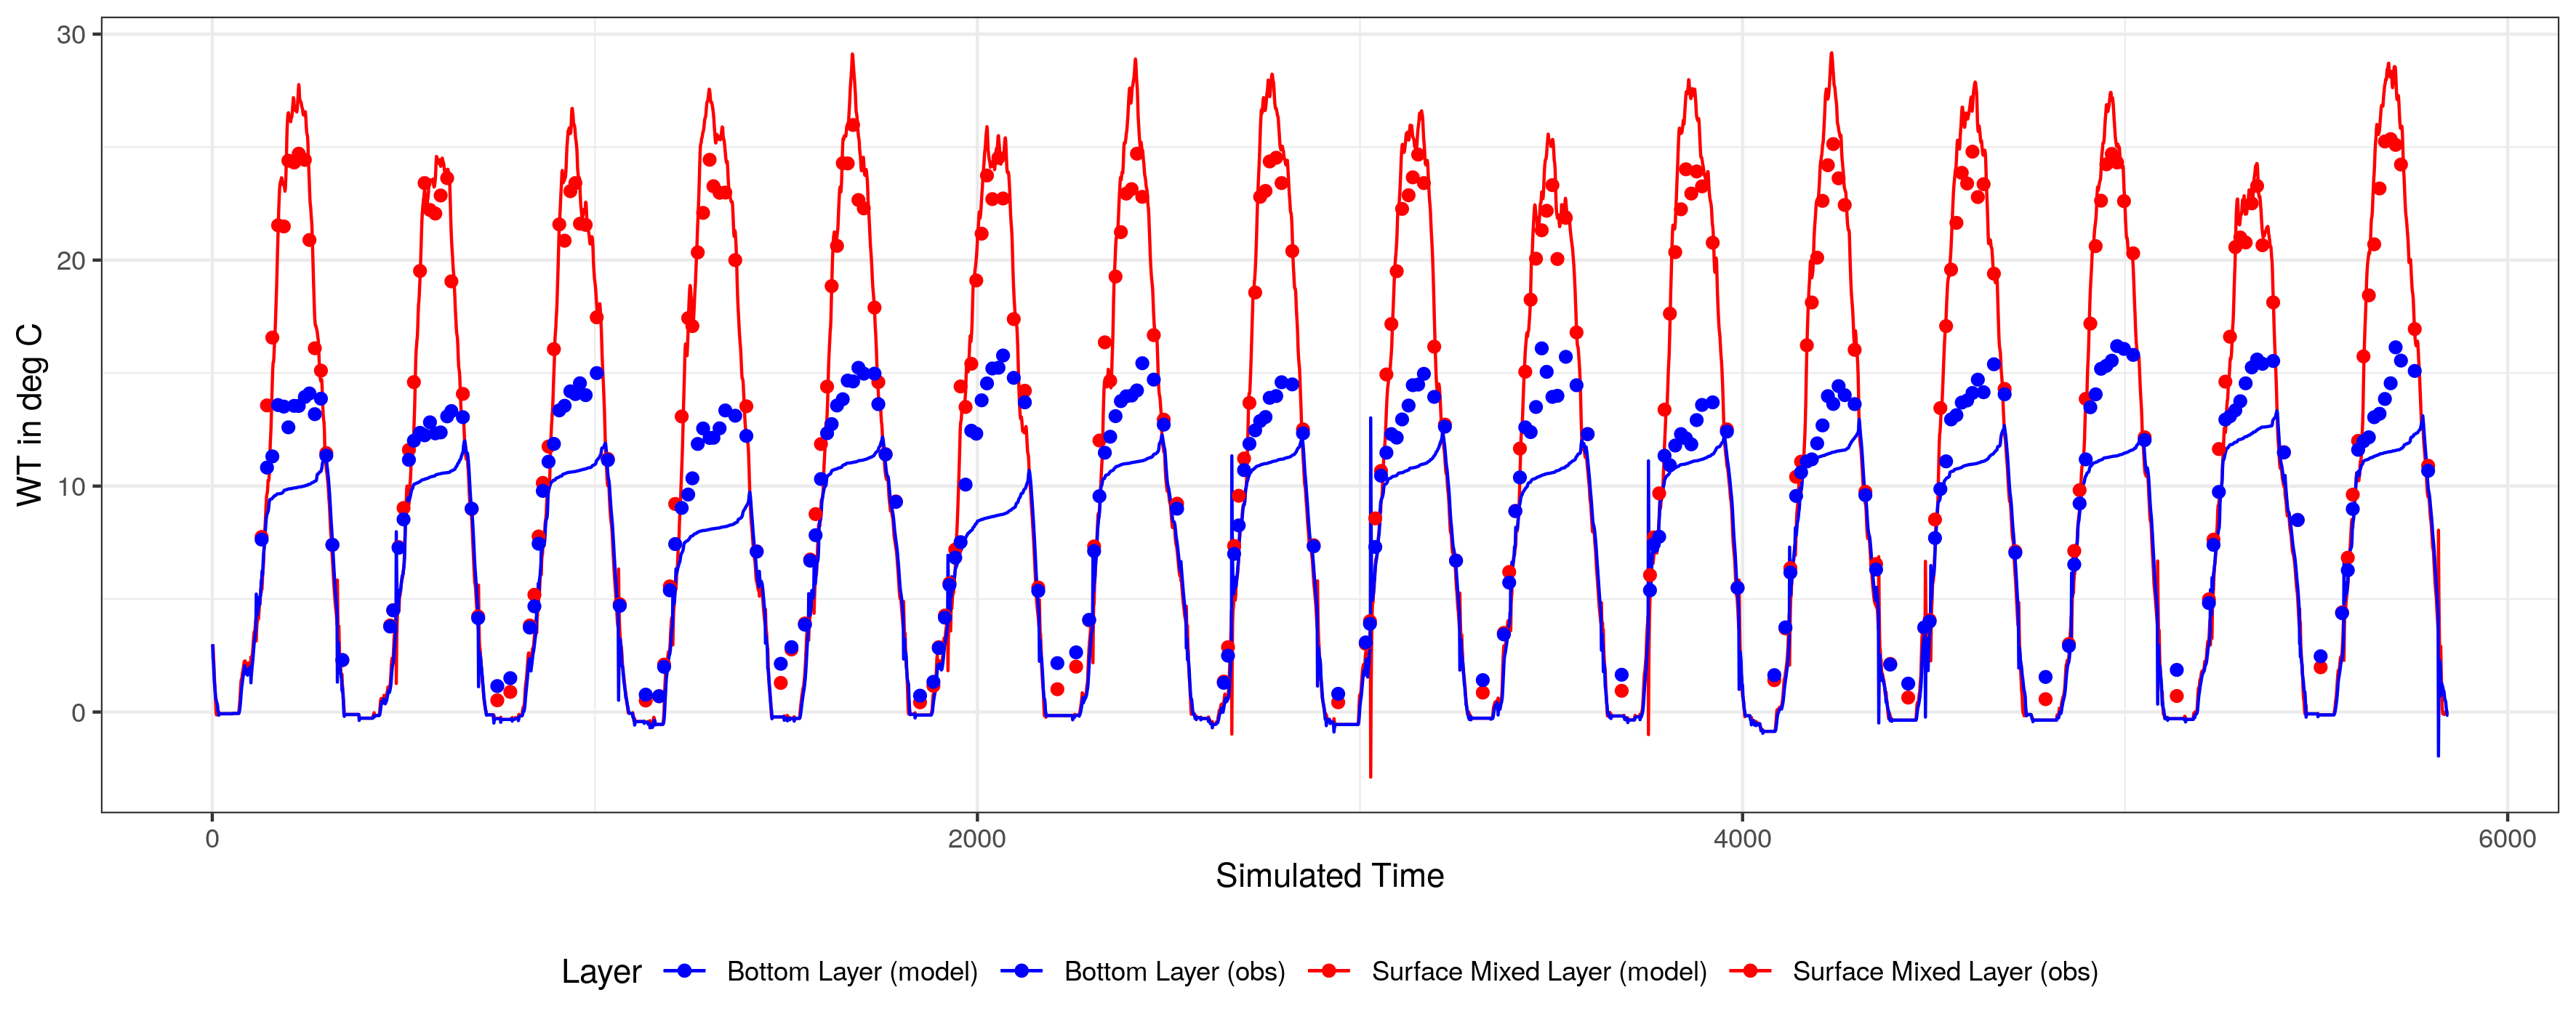 30
20
10
0
WT in deg C
0 2000 4000 6000
Simulated Time
Layer Bottom Layer (model) Bottom Layer (obs) Surface Mixed Layer (model) Surface Mixed Layer (obs)